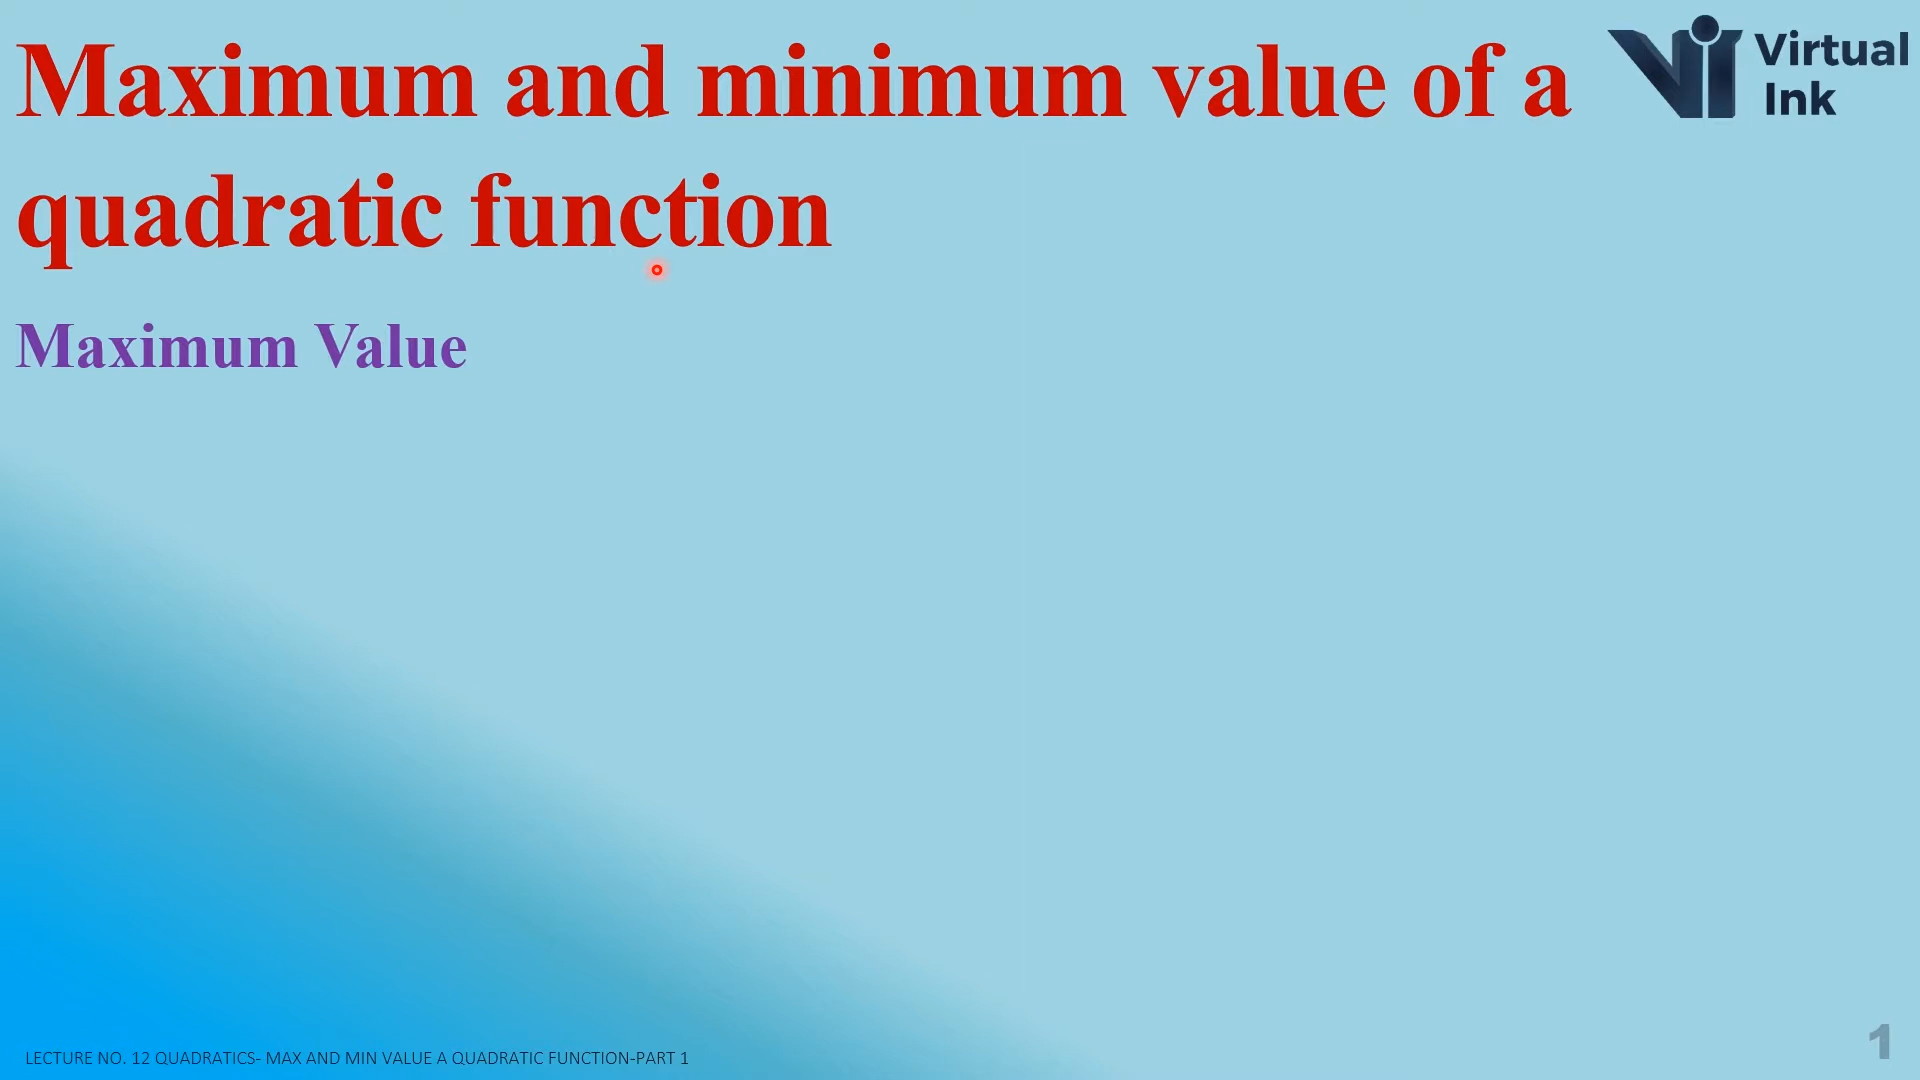 Maximum and minimum value of a
quadratic function
Virtual
Ink
Maximum Value
LECTURE NO. 12 QUADRATICS- MAX AND MIN VALUE A QUADRATIC FUNCTION-PART 1
1